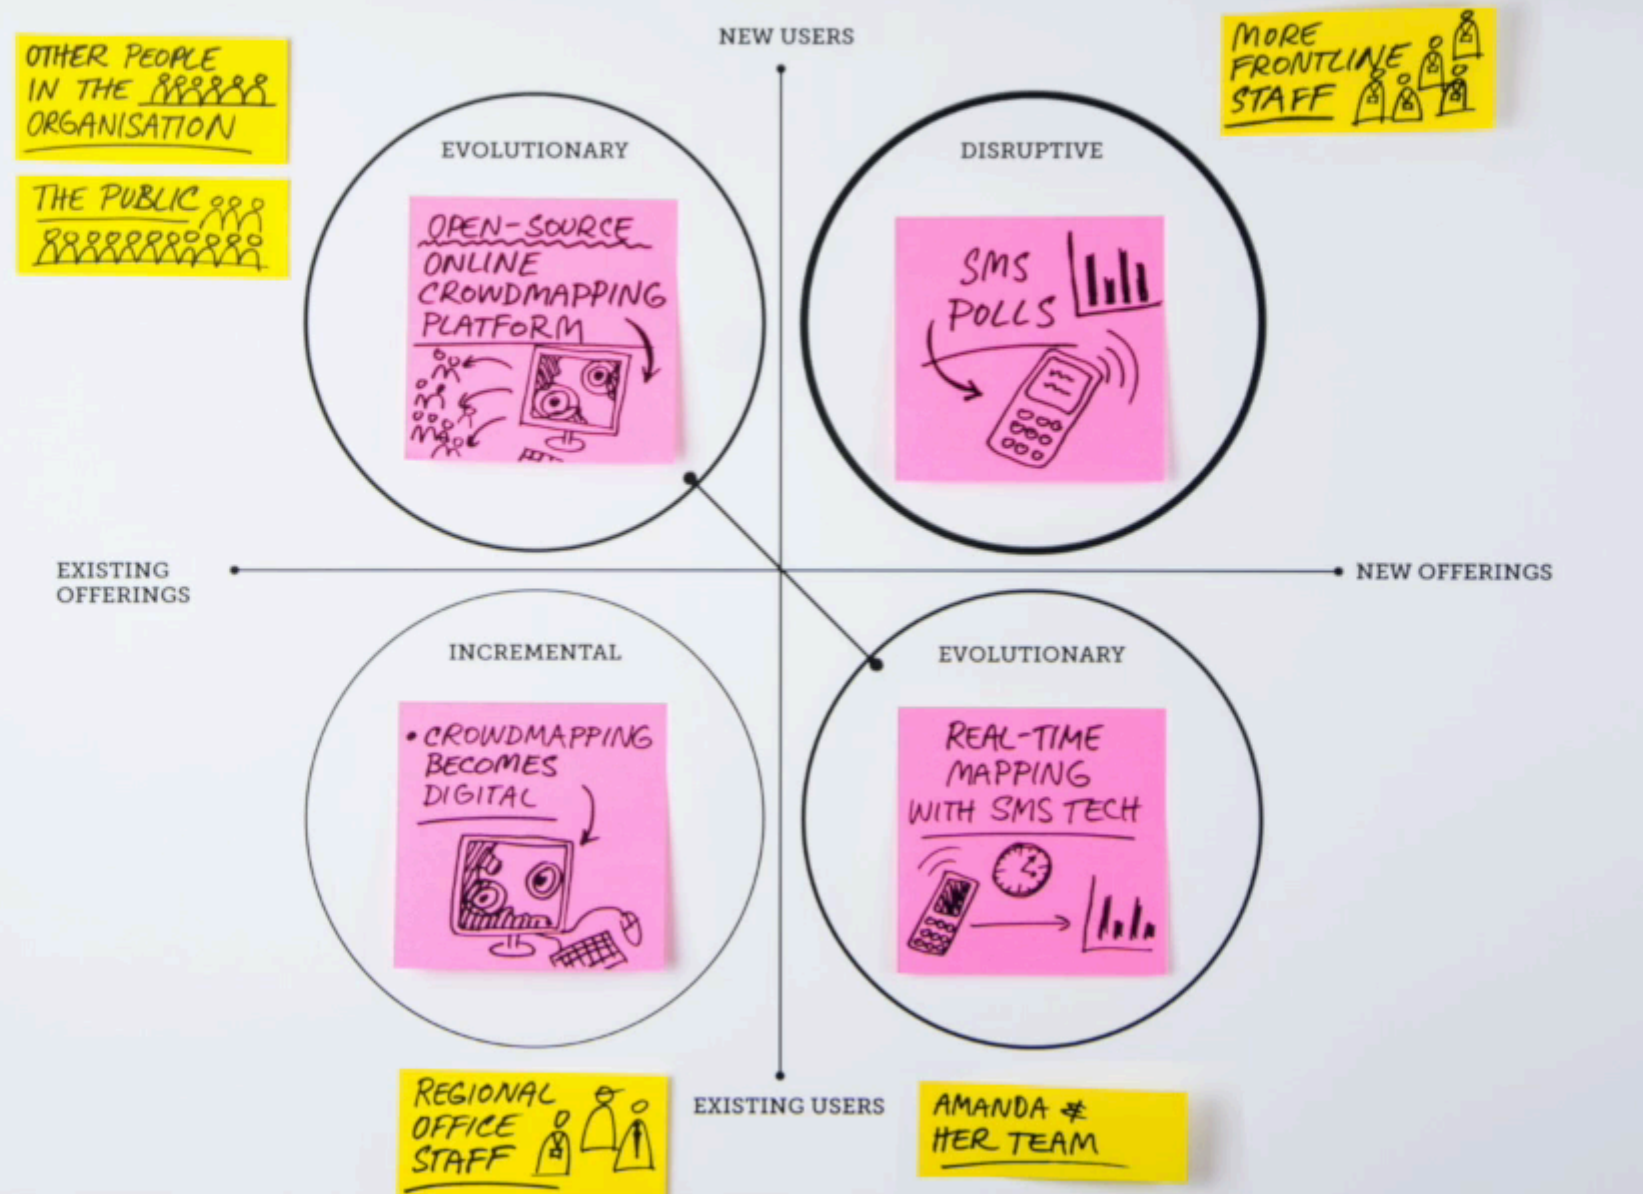 NEW USERS
OTHER PEOPLE
IN THE
ORGANISATION
THE PUBLIC
MORE
FRONTLINE
STAFF
EVOLUTIONARY
OPEN-SOURCE
ONLINE
CROWDMAPPING
PLATFORM
DISRUPTIVE
SMS
POLLS
EXISTING
OFFERINGS
NEW OFFERINGS
INCREMENTAL
• CROWDMAPPING
BECOMES
DIGITAL
EVOLUTIONARY
REAL-TIME
MAPPING
WITH SMS TECH
REGIONAL
OFFICE
STAFF
EXISTING USERS
AMANDA &
HER TEAM